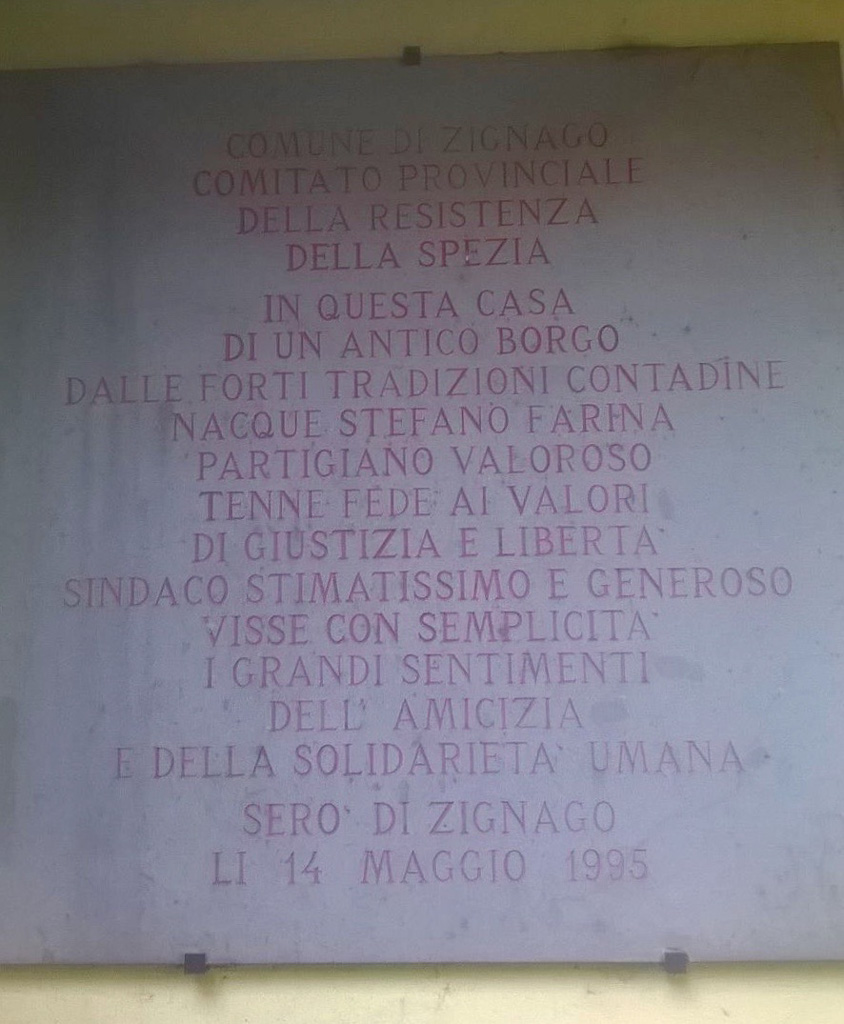 COMUNE DI ZIGNAGO
COMITATO PROVINCIALE
DELLA RESISTENZA
DELLA SPEZIA
IN QUESTA CASA
DI UN ANTICO BORGO
DALLE FORTI TRADIZIONI CONTADINE
NACQUE STEFANO FARINA
PARTIGIANO VALOROSO
TENNE FEDE AI VALORI
DI GIUSTIZIA E LIBERTA'
SINDACO STIMATISSIMO E GENEROSO
VISSE CON SEMPLICITA'
I GRANDI SENTIMENTI
DELL' AMICIZIA
E DELLA SOLIDARIETA' UMANA
SERO' DI ZIGNAGO
LI 14 MAGGIO 1995